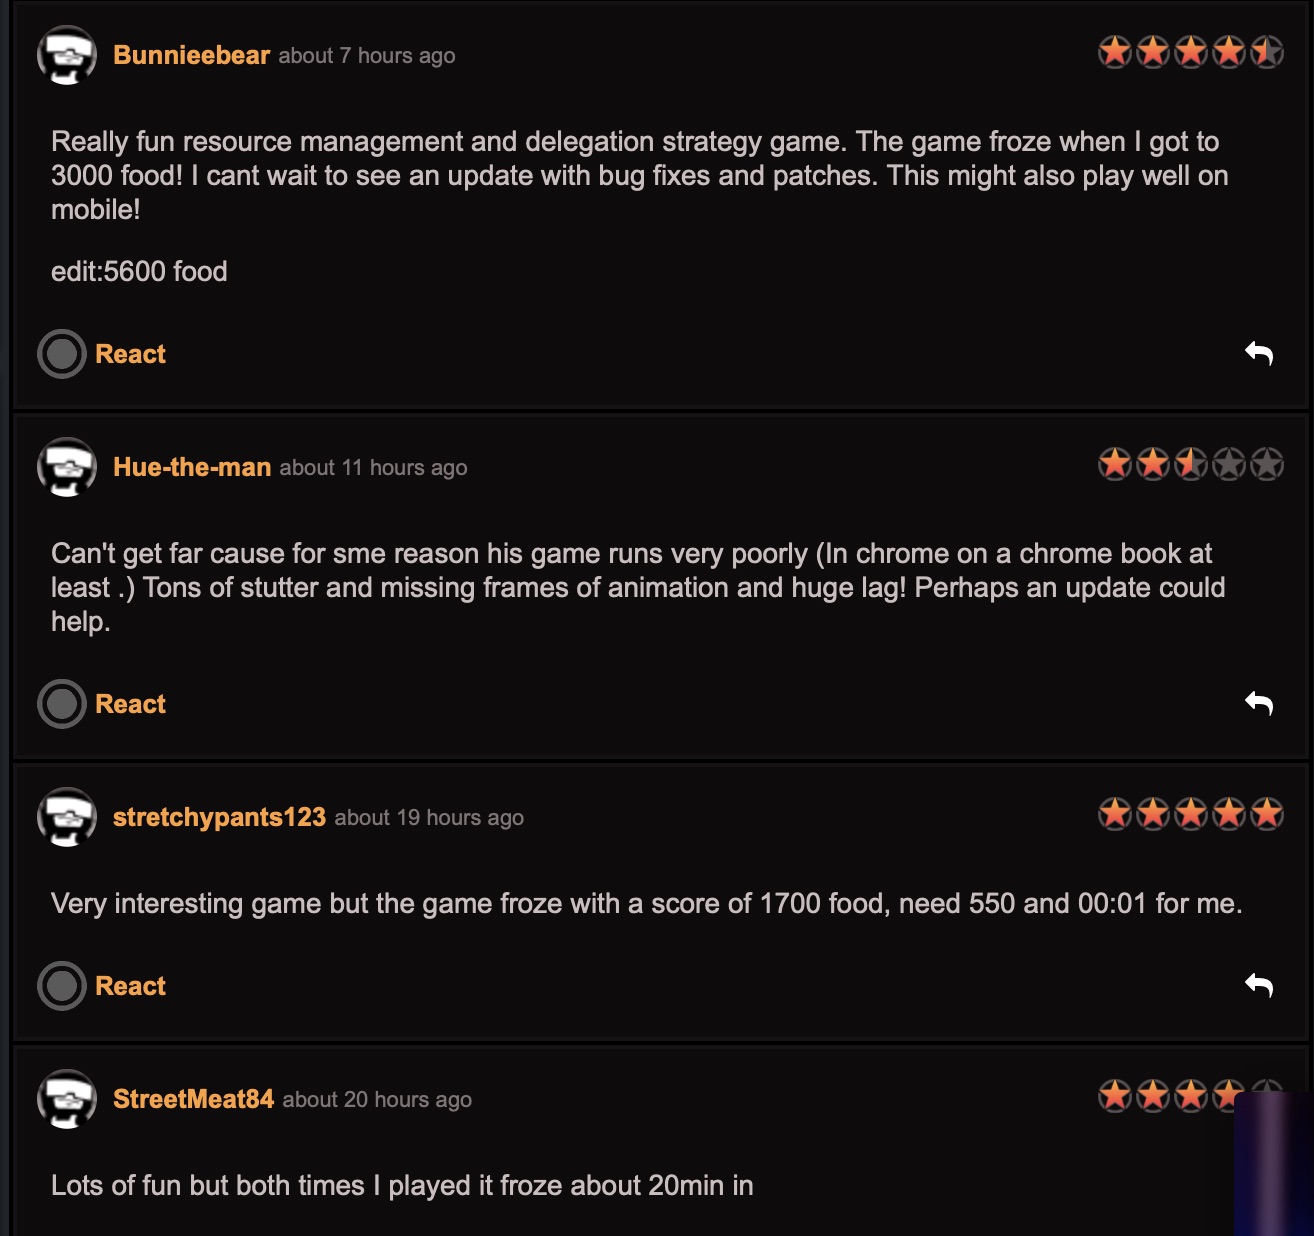 Bunnieebear about 7 hours ago
Really fun resource management and delegation strategy game. The game froze when I got to
3000 food! I cant wait to see an update with bug fixes and patches. This might also play well on
mobile!
edit:5600 food
React
Hue-the-man about 11 hours ago
Can't get far cause for sme reason his game runs very poorly (In chrome on a chrome book at
least .) Tons of stutter and missing frames of animation and huge lag! Perhaps an update could
help.
React
stretchypants123 about 19 hours ago
Very interesting game but the game froze with a score of 1700 food, need 550 and 00:01 for me.
React
StreetMeat84 about 20 hours ago
Lots of fun but both times I played it froze about 20min in